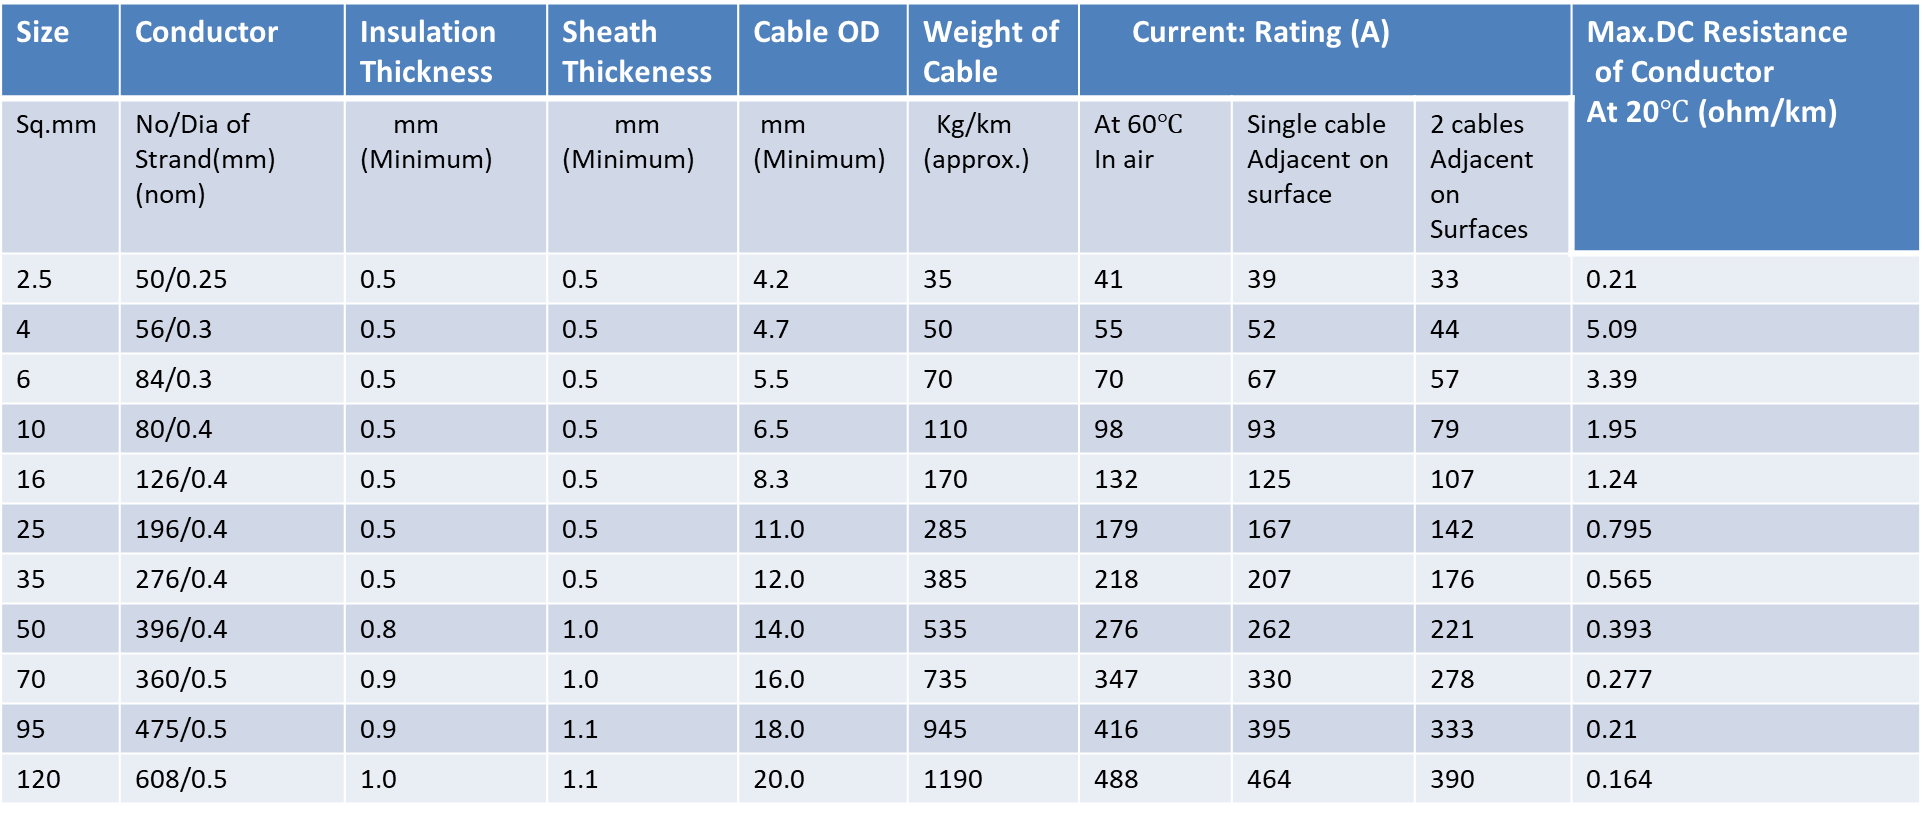 Size Conductor Insulation Thickness Sheath Thickeness Cable OD Weight of Cable Current: Rating (A) Max.DC Resistance of Conductor At 20℃ (ohm/km)
Sq.mm No/Dia of Strand(mm) (nom) mm (Minimum) mm (Minimum) mm (Minimum) Kg/km (approx.) At 60℃ In air Single cable Adjacent on surface 2 cables Adjacent on Surfaces
2.5 50/0.25 0.5 0.5 4.2 35 41 39 33 0.21
4 56/0.3 0.5 0.5 4.7 50 55 52 44 5.09
6 84/0.3 0.5 0.5 5.5 70 70 67 57 3.39
10 80/0.4 0.5 0.5 6.5 110 98 93 79 1.95
16 126/0.4 0.5 0.5 8.3 170 132 125 107 1.24
25 196/0.4 0.5 0.5 11.0 285 179 167 142 0.795
35 276/0.4 0.5 0.5 12.0 385 218 207 176 0.565
50 396/0.4 0.8 1.0 14.0 535 276 262 221 0.393
70 360/0.5 0.9 1.0 16.0 735 347 330 278 0.277
95 475/0.5 0.9 1.1 18.0 945 416 395 333 0.21
120 608/0.5 1.0 1.1 20.0 1190 488 464 390 0.164